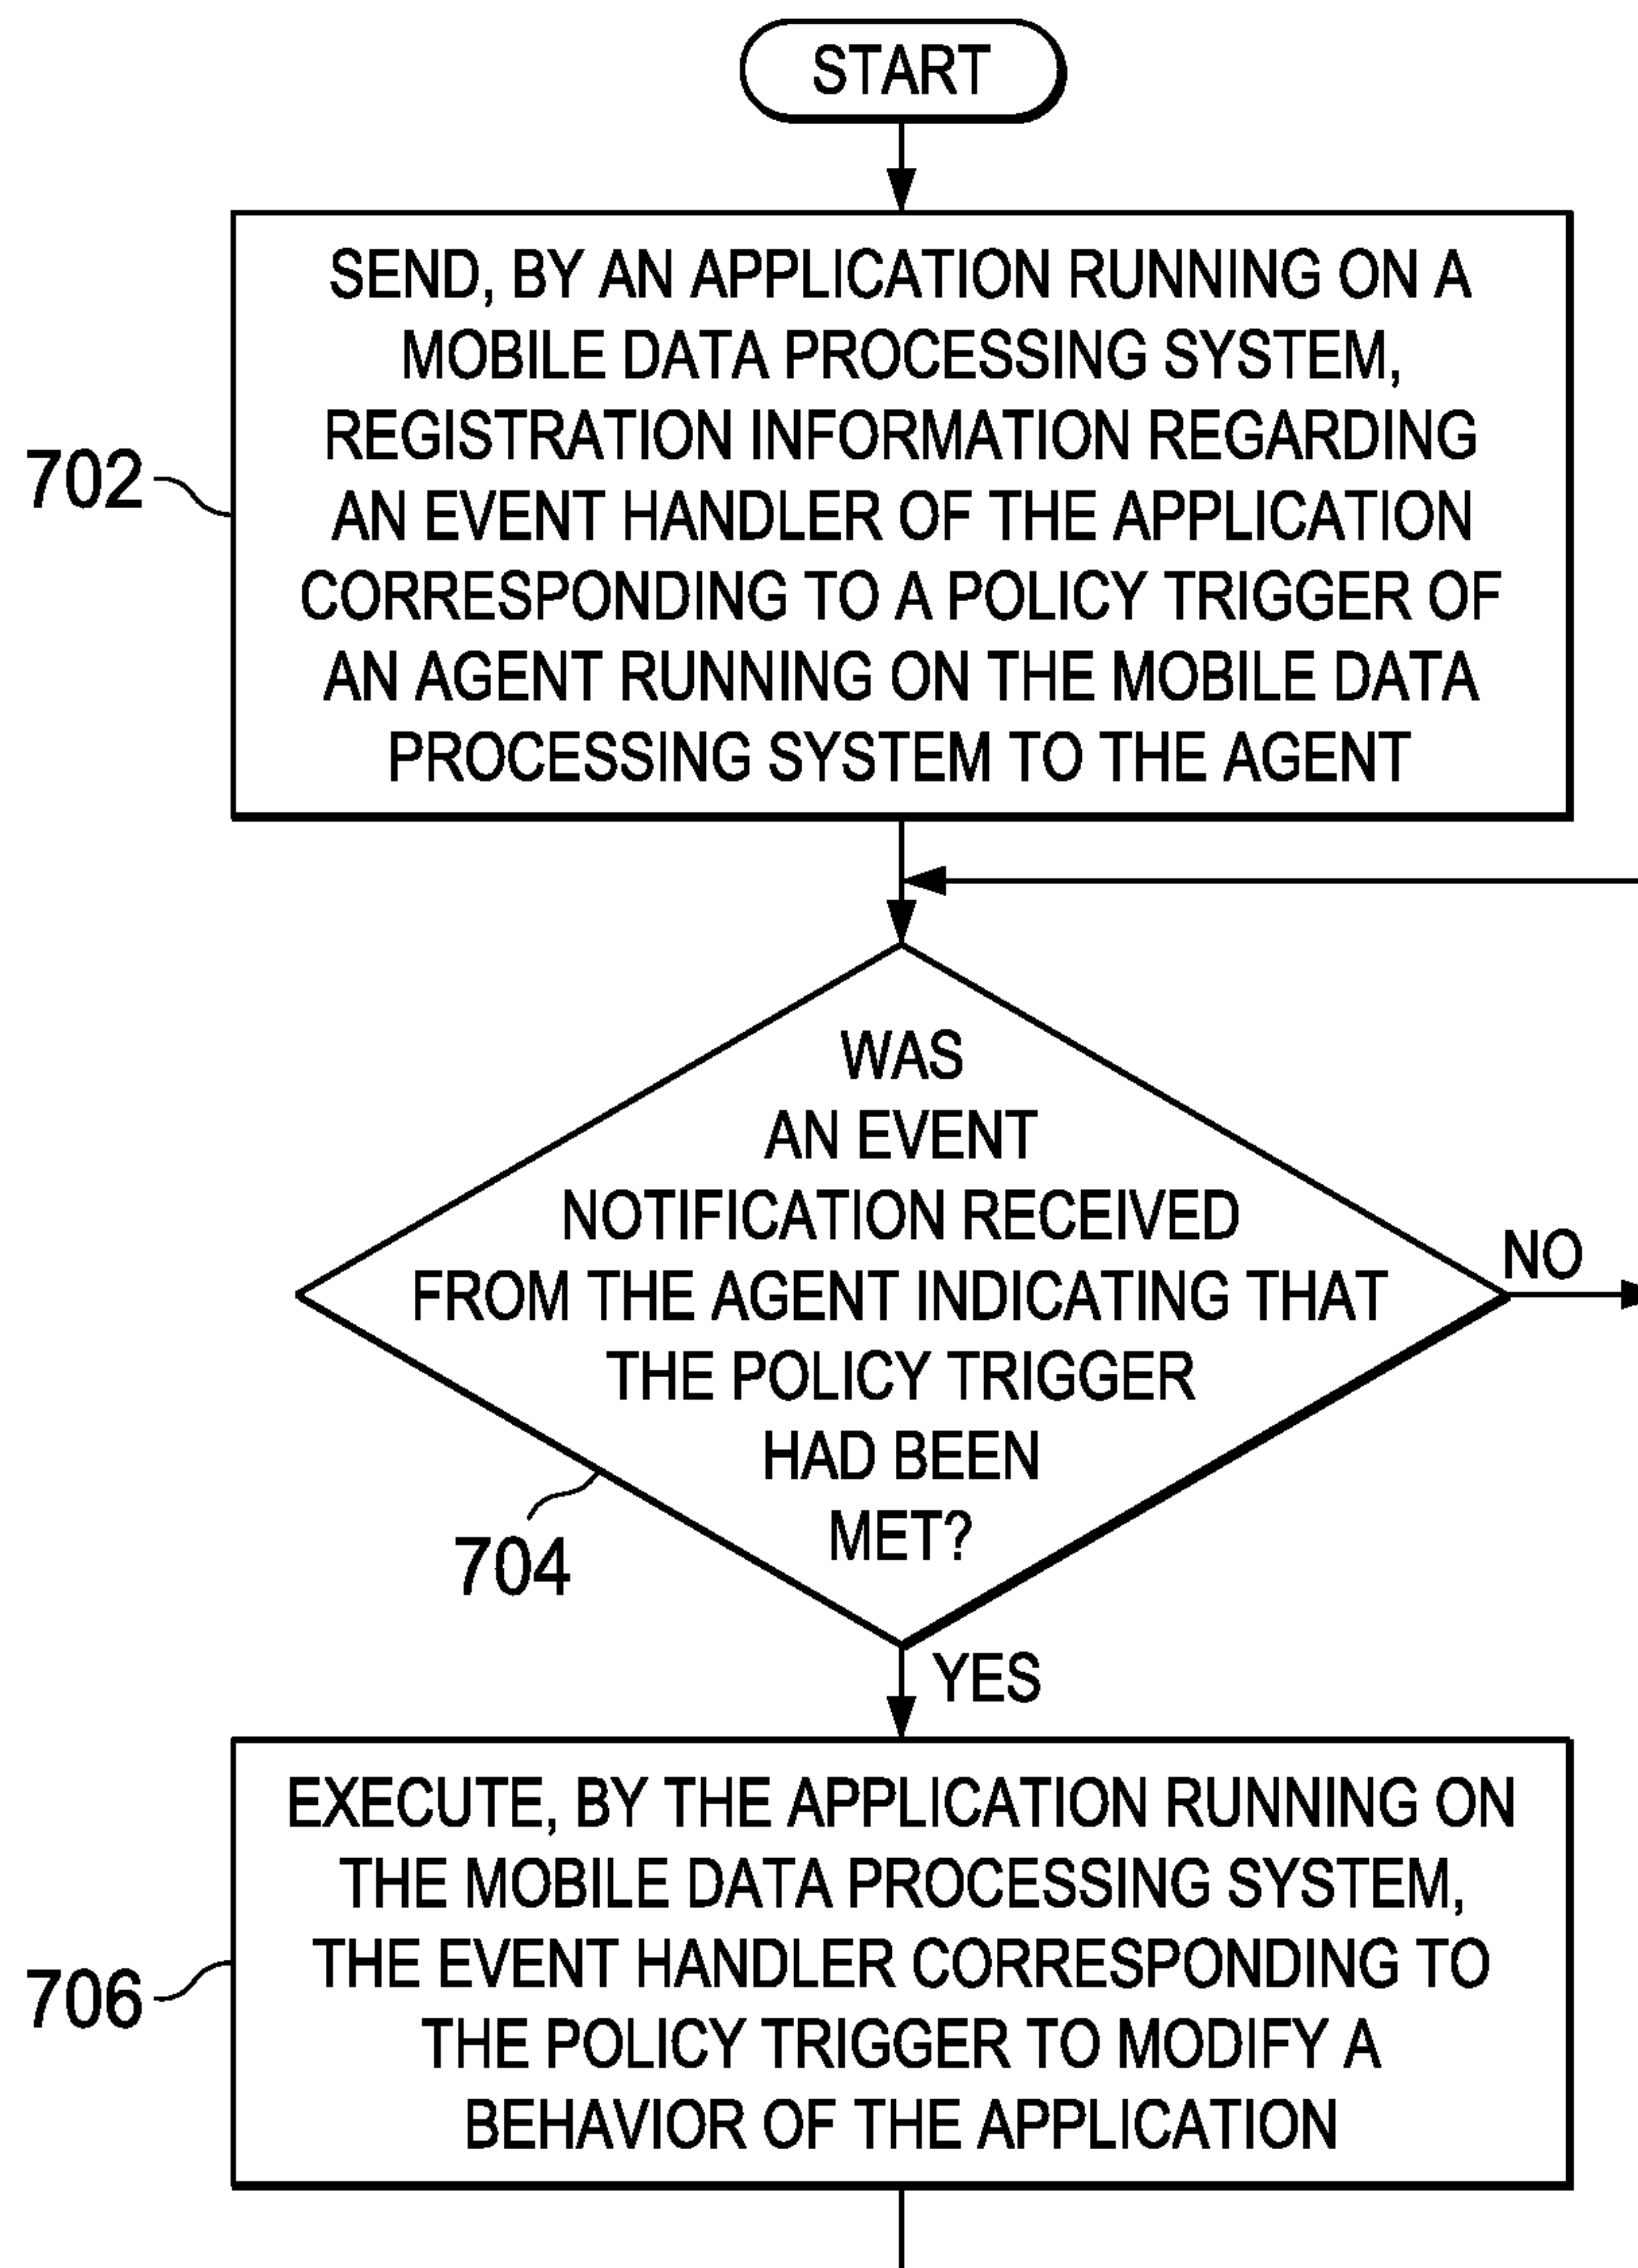 START
SEND, BY AN APPLICATION RUNNING ON A
MOBILE DATA PROCESSING SYSTEM,
REGISTRATION INFORMATION REGARDING
AN EVENT HANDLER OF THE APPLICATION
CORRESPONDING TO A POLICY TRIGGER OF
AN AGENT RUNNING ON THE MOBILE DATA
PROCESSING SYSTEM TO THE AGENT
702
WAS
AN EVENT
NOTIFICATION RECEIVED
FROM THE AGENT INDICATING THAT
THE POLICY TRIGGER
HAD BEEN
MET?
NO
704
YES
EXECUTE, BY THE APPLICATION RUNNING ON
THE MOBILE DATA PROCESSING SYSTEM,
THE EVENT HANDLER CORRESPONDING TO
THE POLICY TRIGGER TO MODIFY A
BEHAVIOR OF THE APPLICATION
706